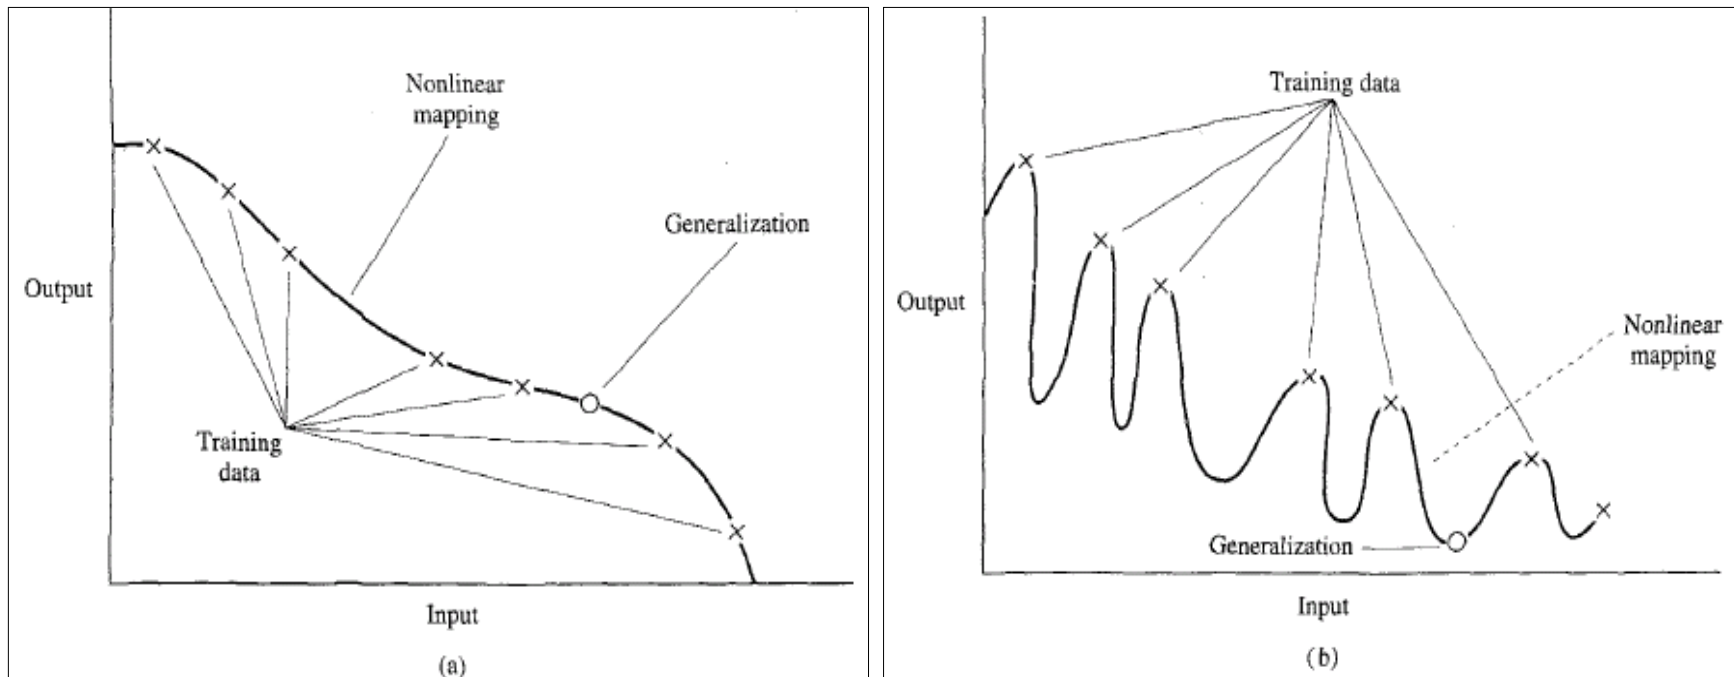 Nonlinear
mapping
Generalization
Output
Training
data
Input
(a)
Training data
Output
Nonlinear
mapping
Generalization
Input
(b)